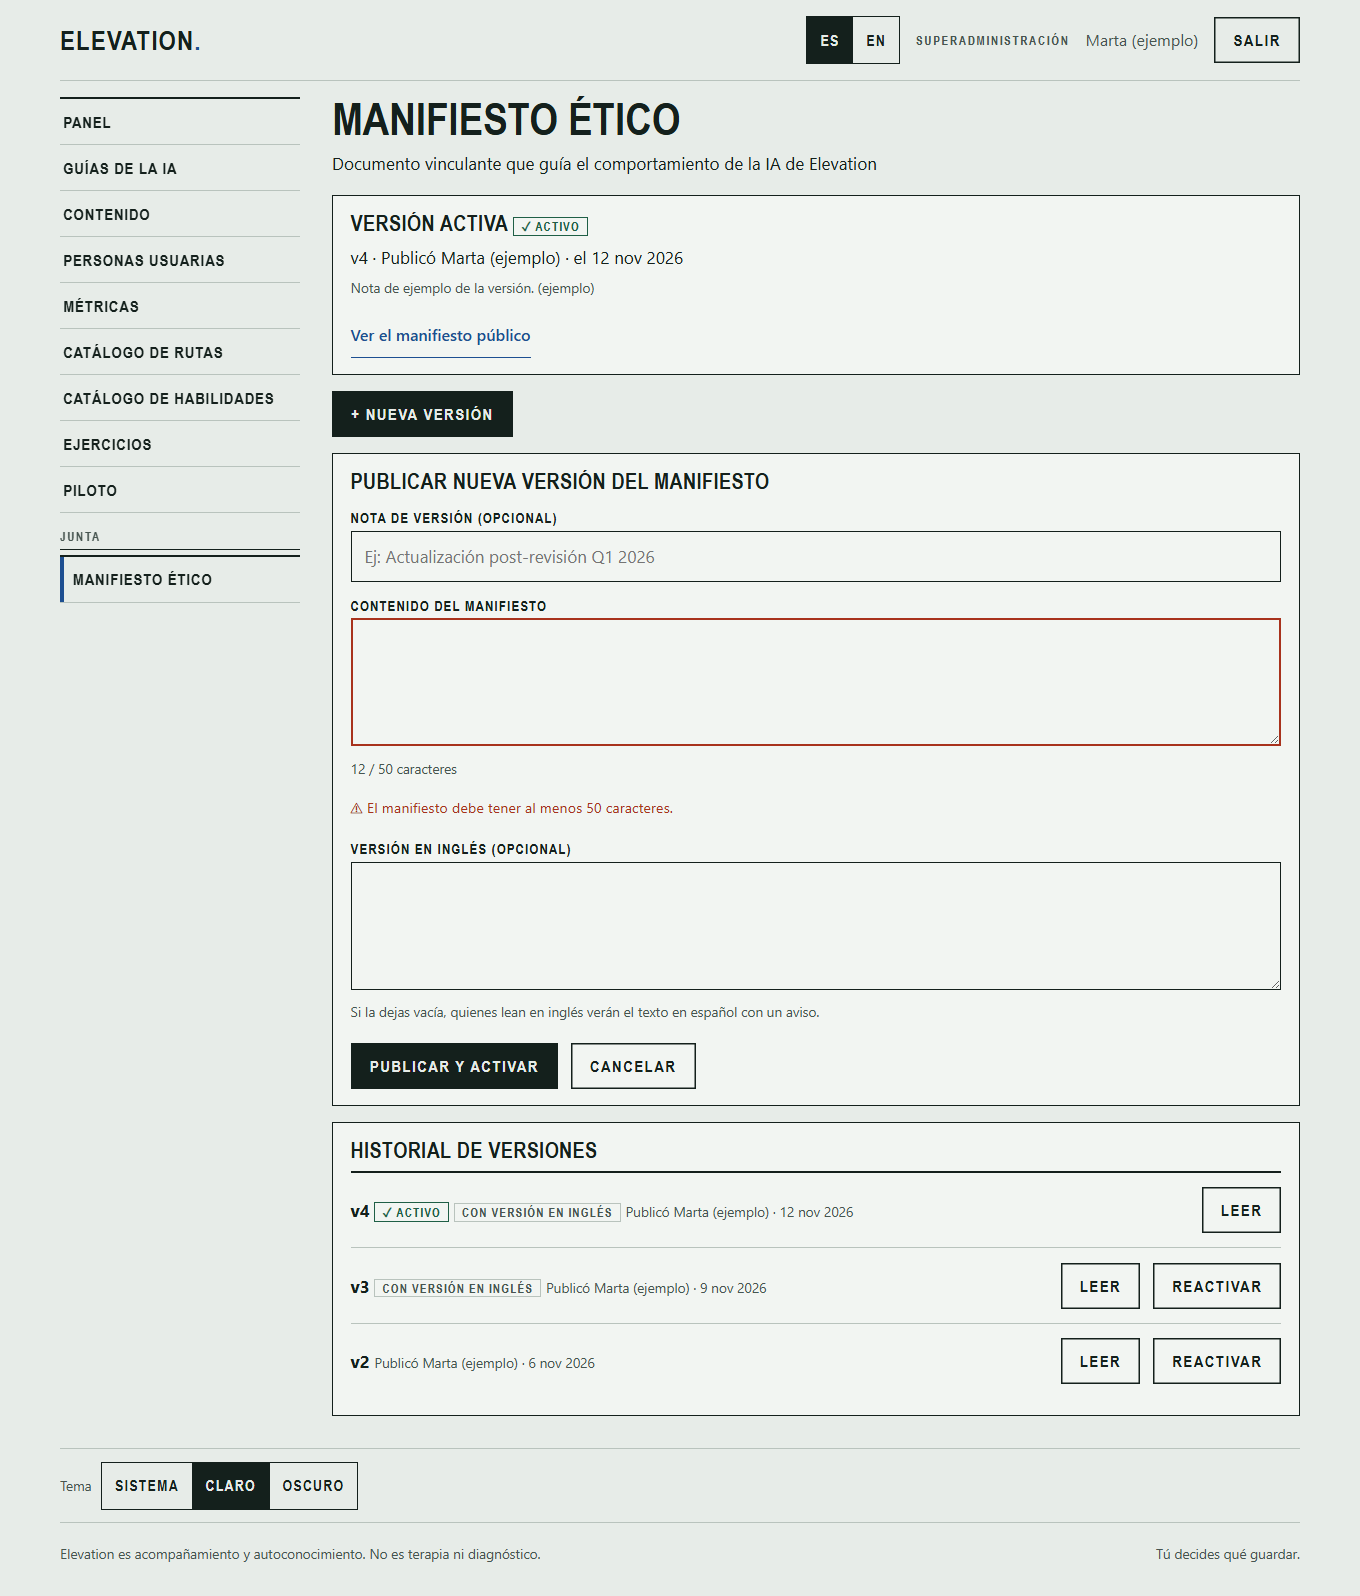 ELEVATION.
ES
EN
SUPERADMINISTRACIÓN
Marta (ejemplo)
SALIR
PANEL
GUÍAS DE LA IA
CONTENIDO
PERSONAS USUARIAS
MÉTRICAS
CATÁLOGO DE RUTAS
CATÁLOGO DE HABILIDADES
EJERCICIOS
PILOTO
JUNTA
MANIFIESTO ÉTICO
MANIFIESTO ÉTICO
Documento vinculante que guía el comportamiento de la IA de Elevation
VERSIÓN ACTIVA ✓ ACTIVO
v4 · Publicó Marta (ejemplo) · el 12 nov 2026
Nota de ejemplo de la versión. (ejemplo)
Ver el manifiesto público
+ NUEVA VERSIÓN
PUBLICAR NUEVA VERSIÓN DEL MANIFIESTO
NOTA DE VERSIÓN (OPCIONAL)
Ej: Actualización post-revisión Q1 2026
CONTENIDO DEL MANIFIESTO
12 / 50 caracteres
⚠ El manifiesto debe tener al menos 50 caracteres.
VERSIÓN EN INGLÉS (OPCIONAL)
Si la dejas vacía, quienes lean en inglés verán el texto en español con un aviso.
PUBLICAR Y ACTIVAR
CANCELAR
HISTORIAL DE VERSIONES
v4 ✓ ACTIVO CON VERSIÓN EN INGLÉS Publicó Marta (ejemplo) · 12 nov 2026
LEER
v3 CON VERSIÓN EN INGLÉS Publicó Marta (ejemplo) · 9 nov 2026
LEER
REACTIVAR
v2 Publicó Marta (ejemplo) · 6 nov 2026
LEER
REACTIVAR
Tema
SISTEMA
CLARO
OSCURO
Elevation es acompañamiento y autoconocimiento. No es terapia ni diagnóstico.
Tú decides qué guardar.